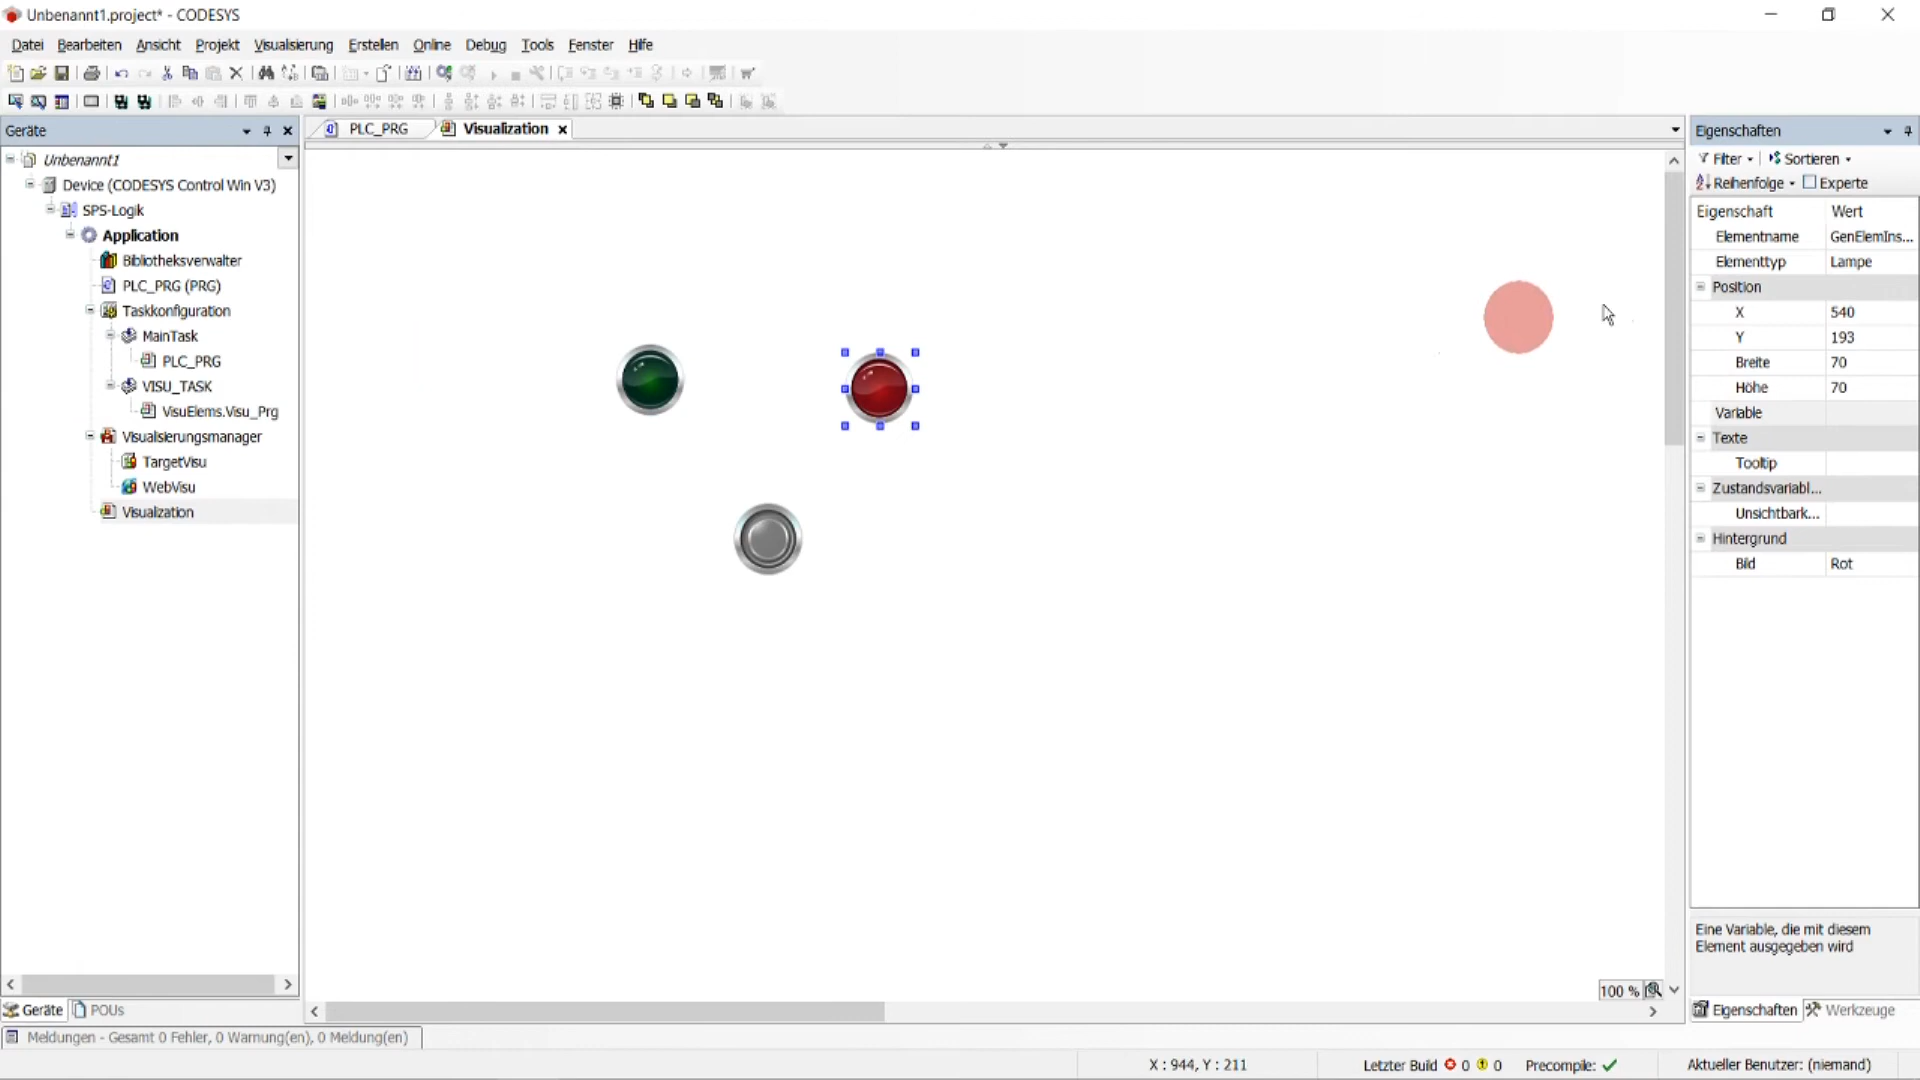 Unbenannt1.project* - CODESYS
Datei Bearbeiten Ansicht Projekt Visualisierung Erstellen Online Debug Tools Fenster Hilfe
Geräte
PLC_PRG Visualization
Eigenschaften
Unbenannt1
Device (CODESYS Control Win V3)
SPS-Logik
Application
Bibliotheksverwalter
PLC_PRG (PRG)
Taskkonfiguration
MainTask
PLC_PRG
VISU_TASK
VisuElems.Visu_Prg
Visualisierungsmanager
TargetVisu
WebVisu
Visualization
Filter Sortieren
Reihenfolge Experte
Eigenschaft Wert
Elementname GenElemIns...
Elementtyp Lampe
Position
X 540
Y 193
Breite 70
Höhe 70
Variable
Texte
Tooltip
Zustandsvariabl...
Unsichtbark...
Hintergrund
Bild Rot
Eine Variable, die mit diesem
Element ausgegeben wird
100 %
Geräte POUs
Eigenschaften Werkzeuge
Meldungen - Gesamt 0 Fehler, 0 Warnung(en), 0 Meldung(en)
X : 944, Y : 211 Letzter Build 0 0 Precompile: Aktueller Benutzer: (niemand)